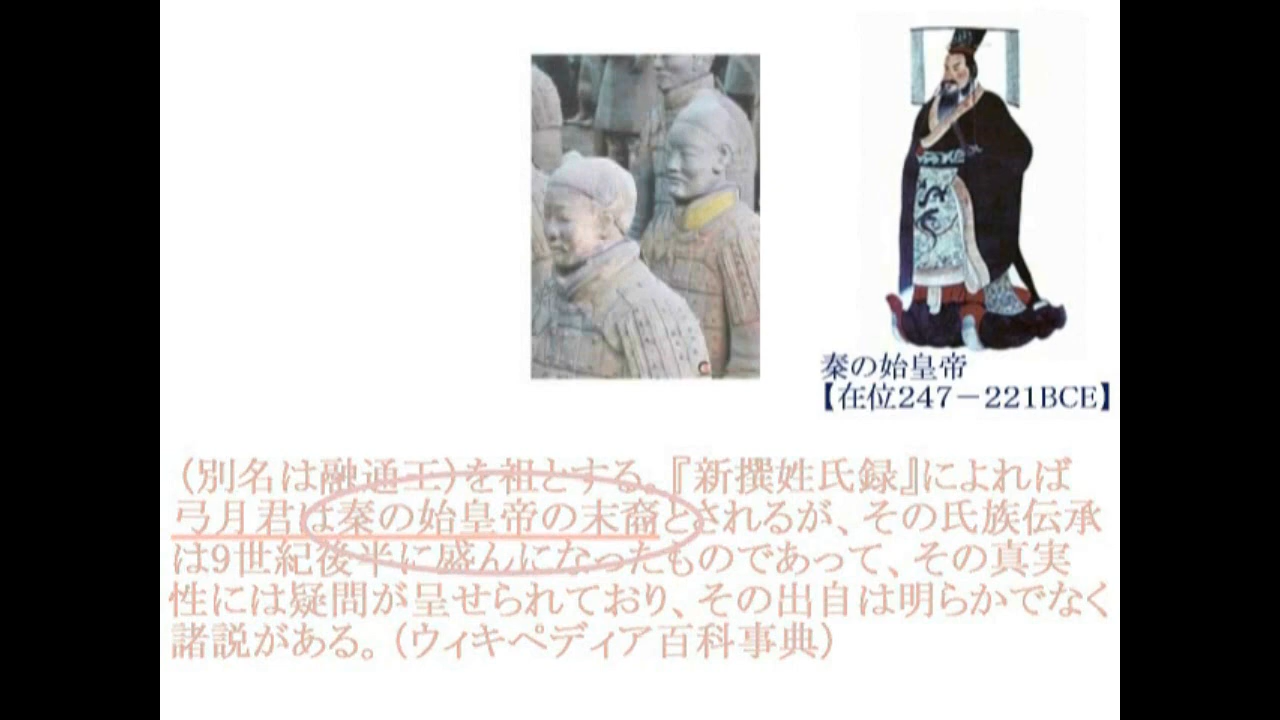 秦の始皇帝
【在位247－221BCE】
（別名は融通王）を祖とする。『新撰姓氏録』によれば
弓月君は秦の始皇帝の末裔とされるが、その氏族伝承
は9世紀後半に盛んになったものであって、その真実
性には疑問が呈せられており、その出自は明らかでなく
諸説がある。（ウィキペディア百科事典）